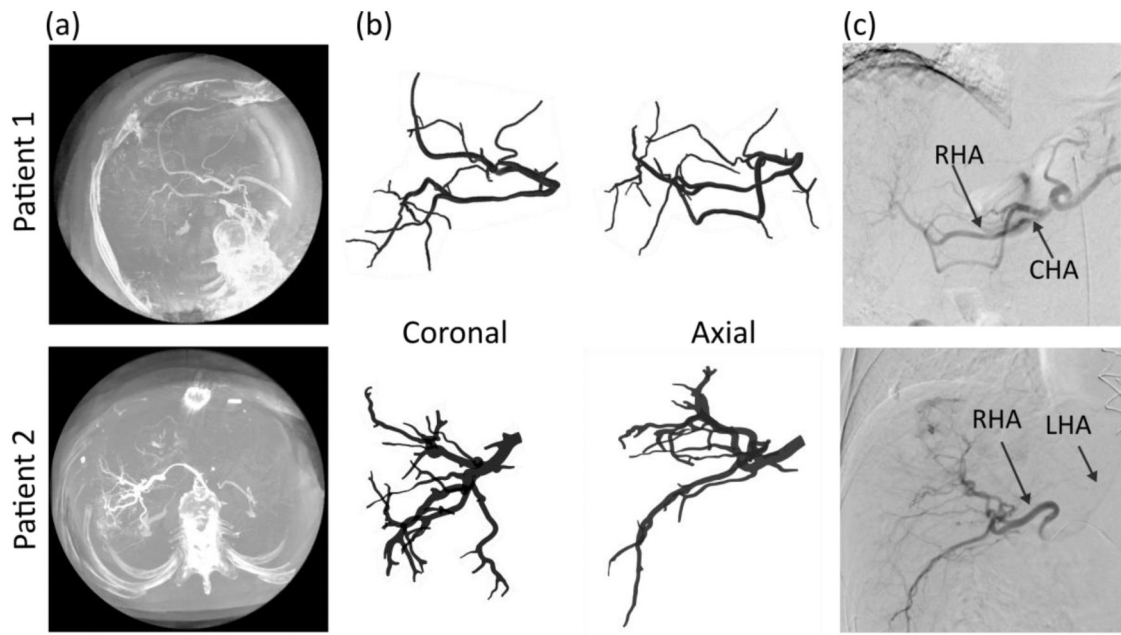 (a)
(b)
(c)
Patient 1
RHA
CHA
Coronal
Axial
Patient 2
RHA
LHA